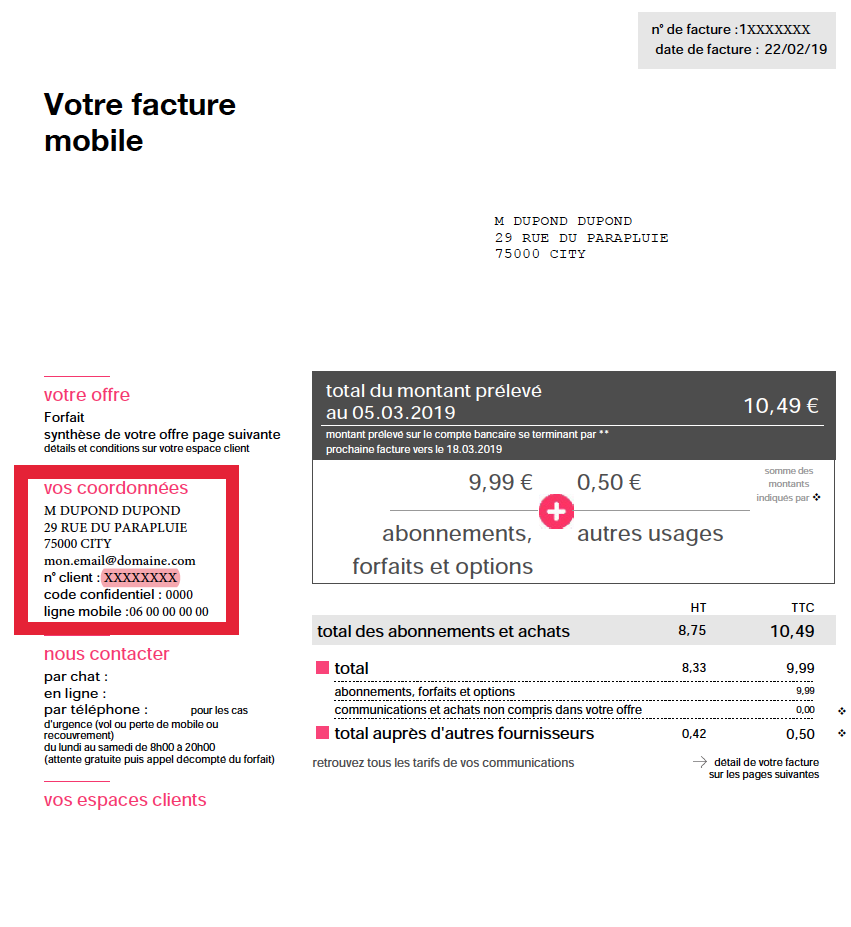 n° de facture :1XXXXXXX
date de facture : 22/02/19
Votre facture
mobile
M DUPOND DUPOND
29 RUE DU PARAPLUIE
75000 CITY
votre offre
Forfait
synthèse de votre offre page suivante
détails et conditions sur votre espace client
vos coordonnées
M DUPOND DUPOND
29 RUE DU PARAPLUIE
75000 CITY
mon.email@domaine.com
n° client : XXXXXXXX
code confidentiel : 0000
ligne mobile :06 00 00 00 00
nous contacter
par chat :
en ligne :
par téléphone : pour les cas
d'urgence (vol ou perte de mobile ou
recouvrement)
du lundi au samedi de 8h00 à 20h00
(attente gratuite puis appel décompté du forfait)
vos espaces clients
total du montant prélevé
au 05.03.2019 10,49 €
montant prélevé sur le compte bancaire se terminant par **
prochaine facture vers le 18.03.2019
9,99 € + 0,50 €
abonnements, autres usages
forfaits et options
somme des
montants
indiqués par ❖
HT TTC
total des abonnements et achats 8,75 10,49
total 8,33 9,99
abonnements, forfaits et options 9,99
communications et achats non compris dans votre offre 0,00 ❖
total auprès d'autres fournisseurs 0,42 0,50 ❖
retrouvez tous les tarifs de vos communications
→ détail de votre facture
sur les pages suivantes